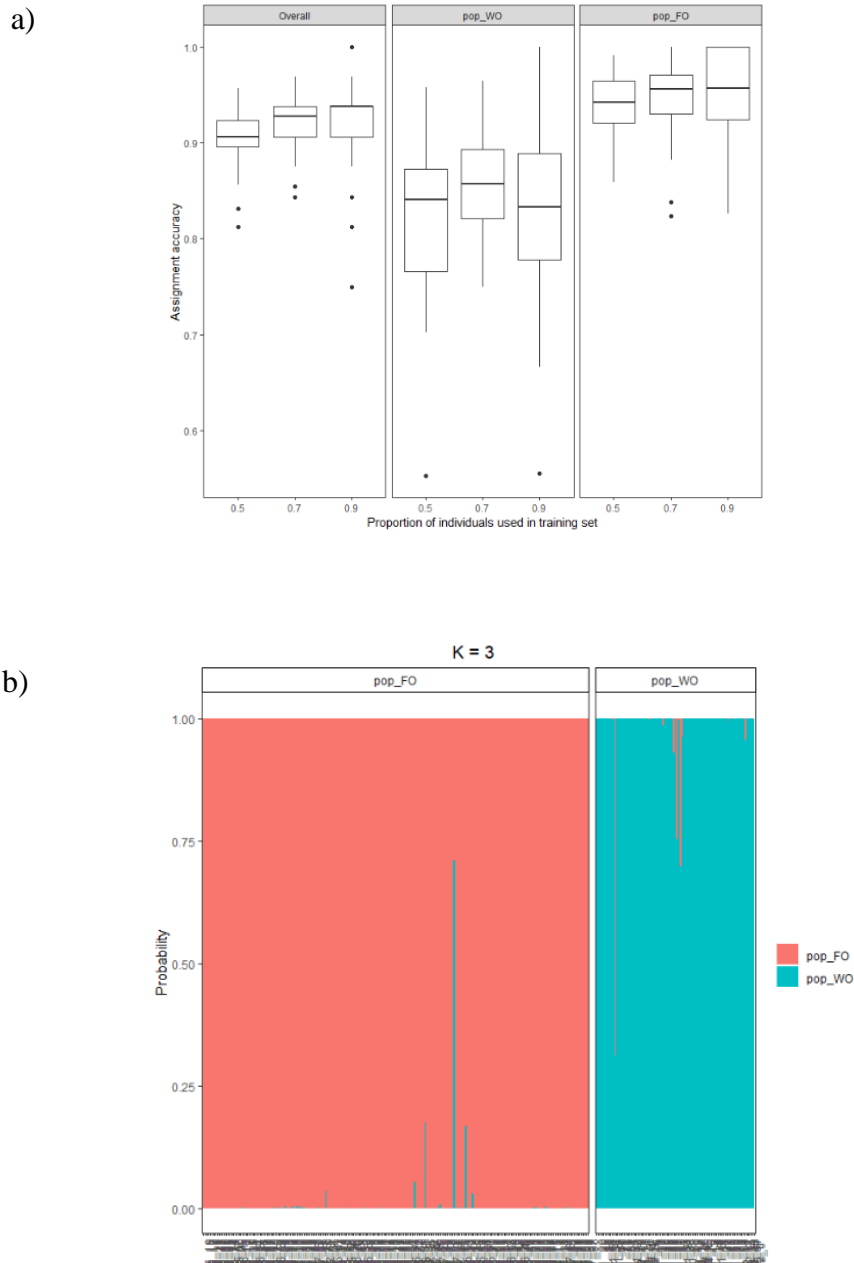 a)
Overall pop_WO pop_FO
1.0
0.9
0.8
0.7
0.6
Assignment accuracy
0.5 0.7 0.9 0.5 0.7 0.9 0.5 0.7 0.9
Proportion of individuals used in training set
b)
K = 3
pop_FO pop_WO
1.00
0.75
0.50
0.25
0.00
Probability
pop_FO
pop_WO